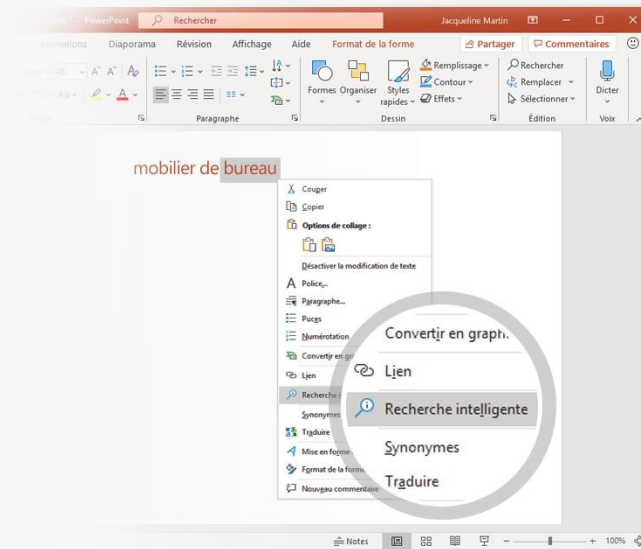 - PowerPoint
Rechercher
Jacqueline Martin
Animations Diaporama Révision Affichage Aide Format de la forme Partager Commentaires
Formes Organiser Styles rapides
Remplissage
Contour
Effets
Rechercher
Remplacer
Sélectionner
Dicter
Paragraphe Dessin Édition Voix
mobilier de bureau
Couper
Copier
Options de collage :
Désactiver la modification de texte
Police...
Paragraphe...
Puces
Numérotation
Convertir en
Lien
Recherche
Synonymes
Traduire
Mise en forme
Format de la forme
Nouveau commentaire
Convertir en graph.
Lien
Recherche intelligente
Synonymes
Traduire
Notes 100%